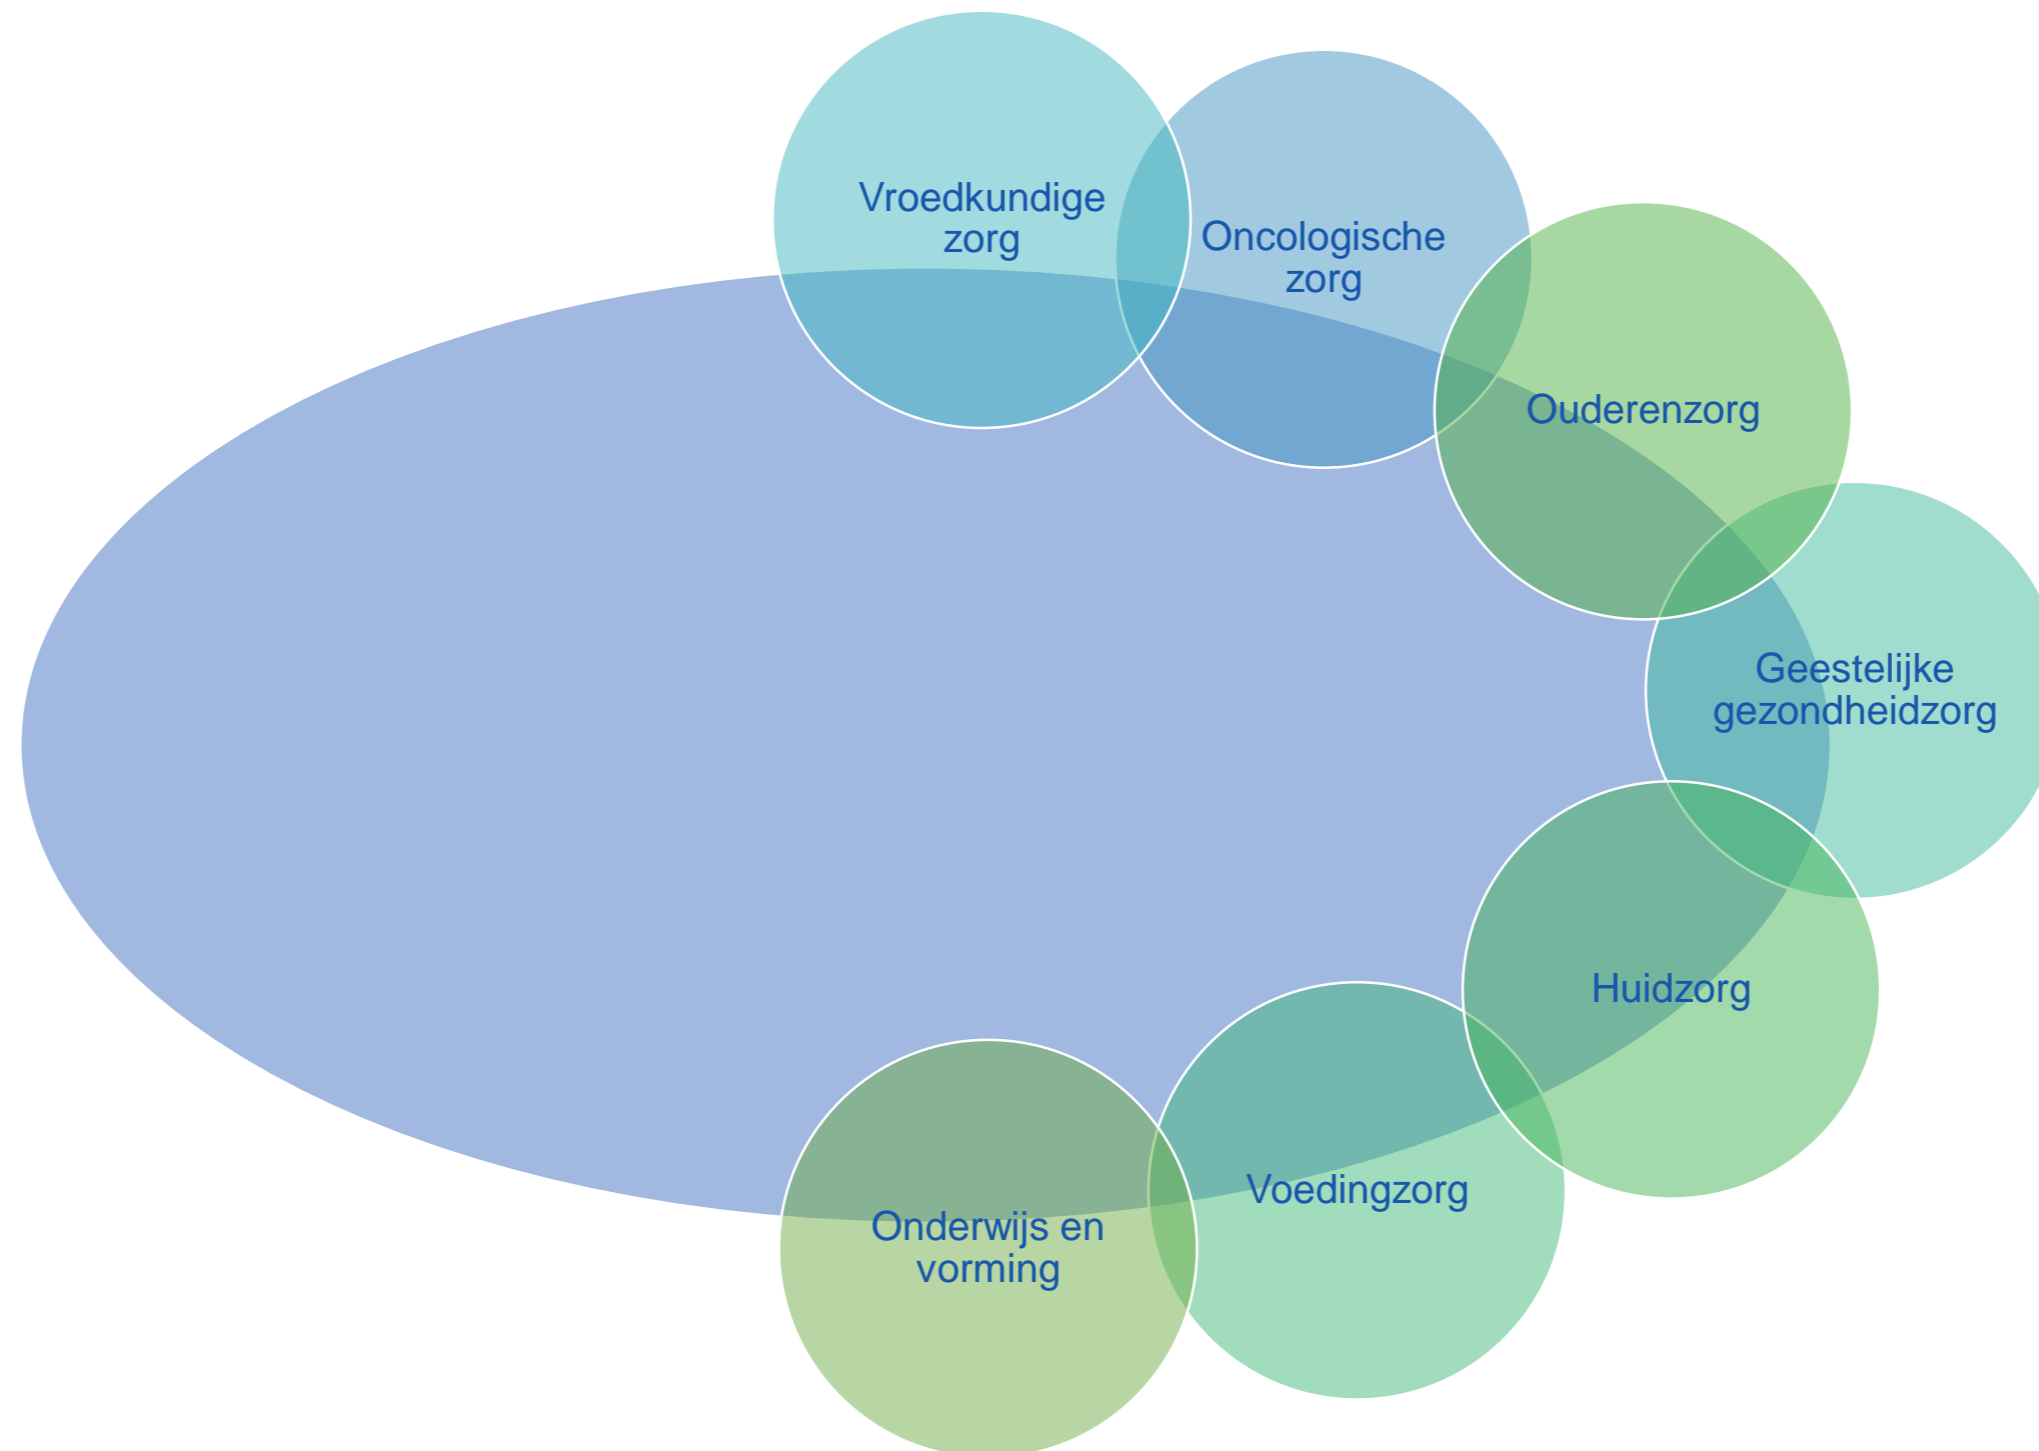 Vroedkundige
zorg
Oncologische
zorg
Ouderenzorg
Geestelijke
gezondheidzorg
Huidzorg
Voedingzorg
Onderwijs en
vorming